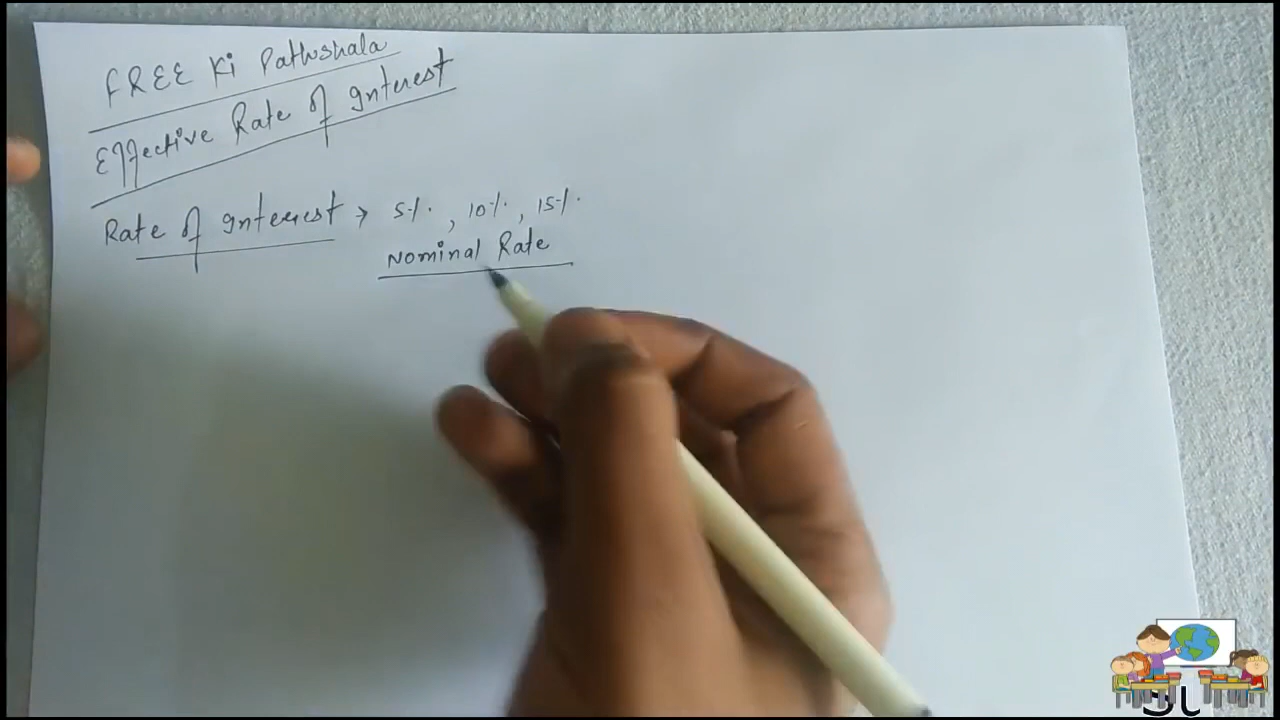 FREE Ki Pathshala
Effective Rate of Interest
Rate of Interest → 5%, 10%, 15%.
Nominal Rate